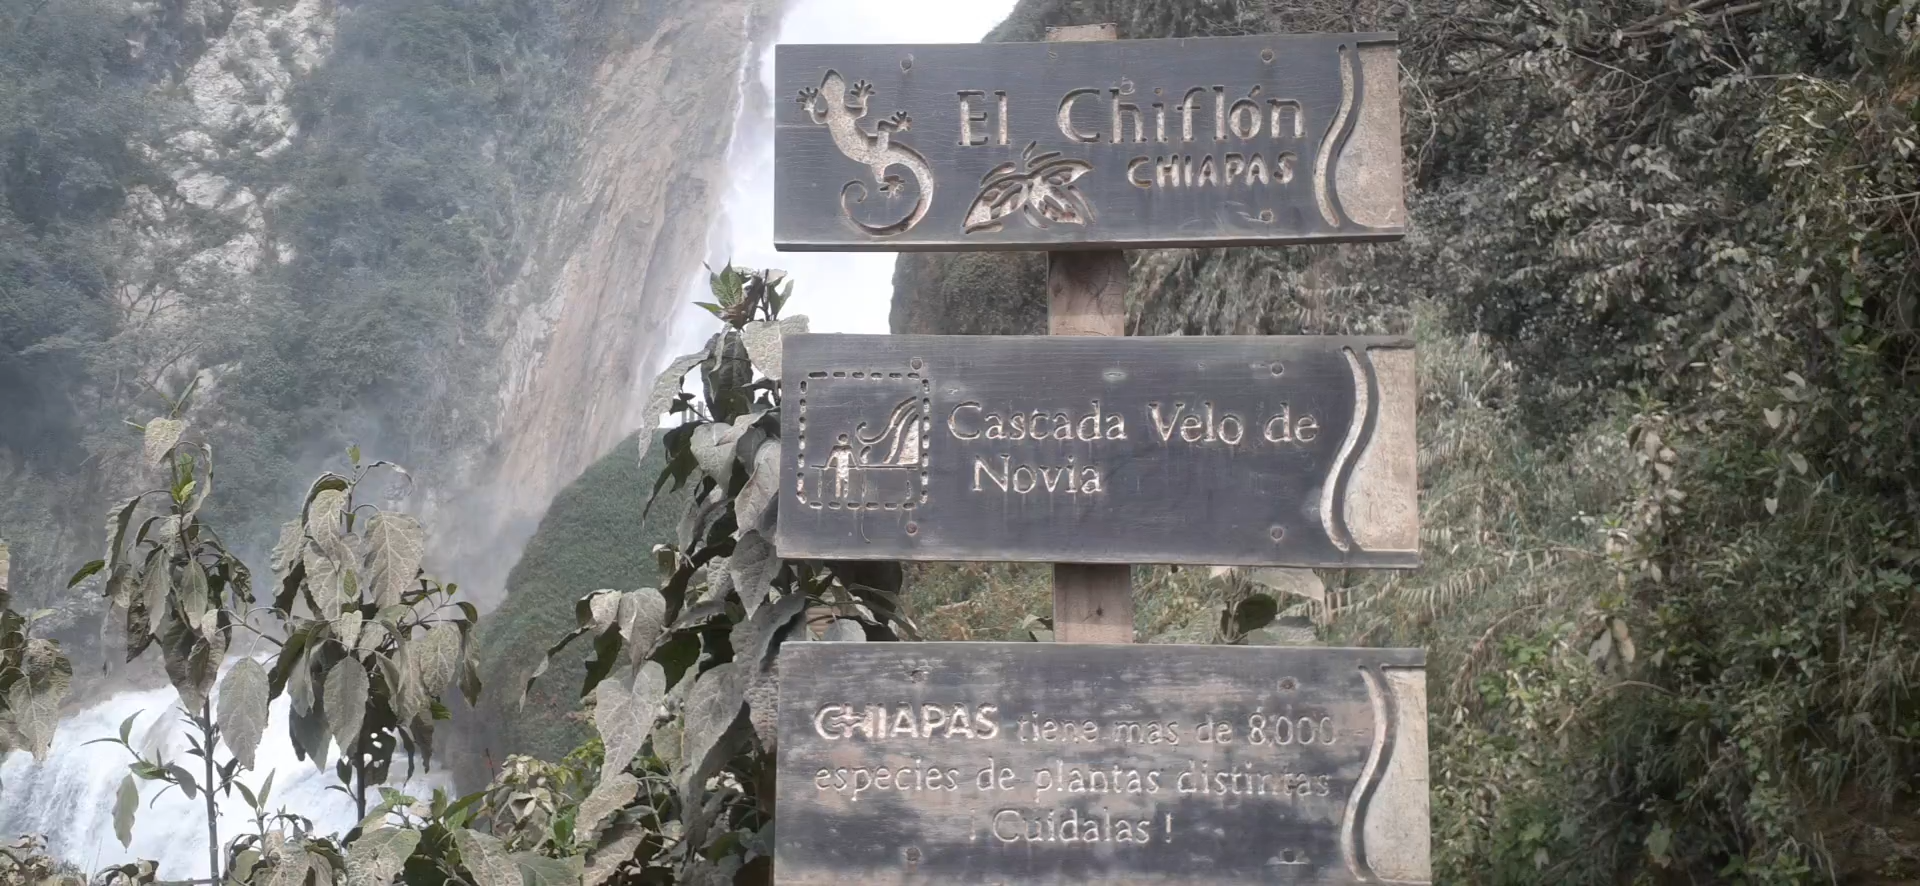 El Chiflón
CHIAPAS
Cascada Velo de
Novia
CHIAPAS tiene mas de 8,000
especies de plantas distintas
¡ Cuídalas !